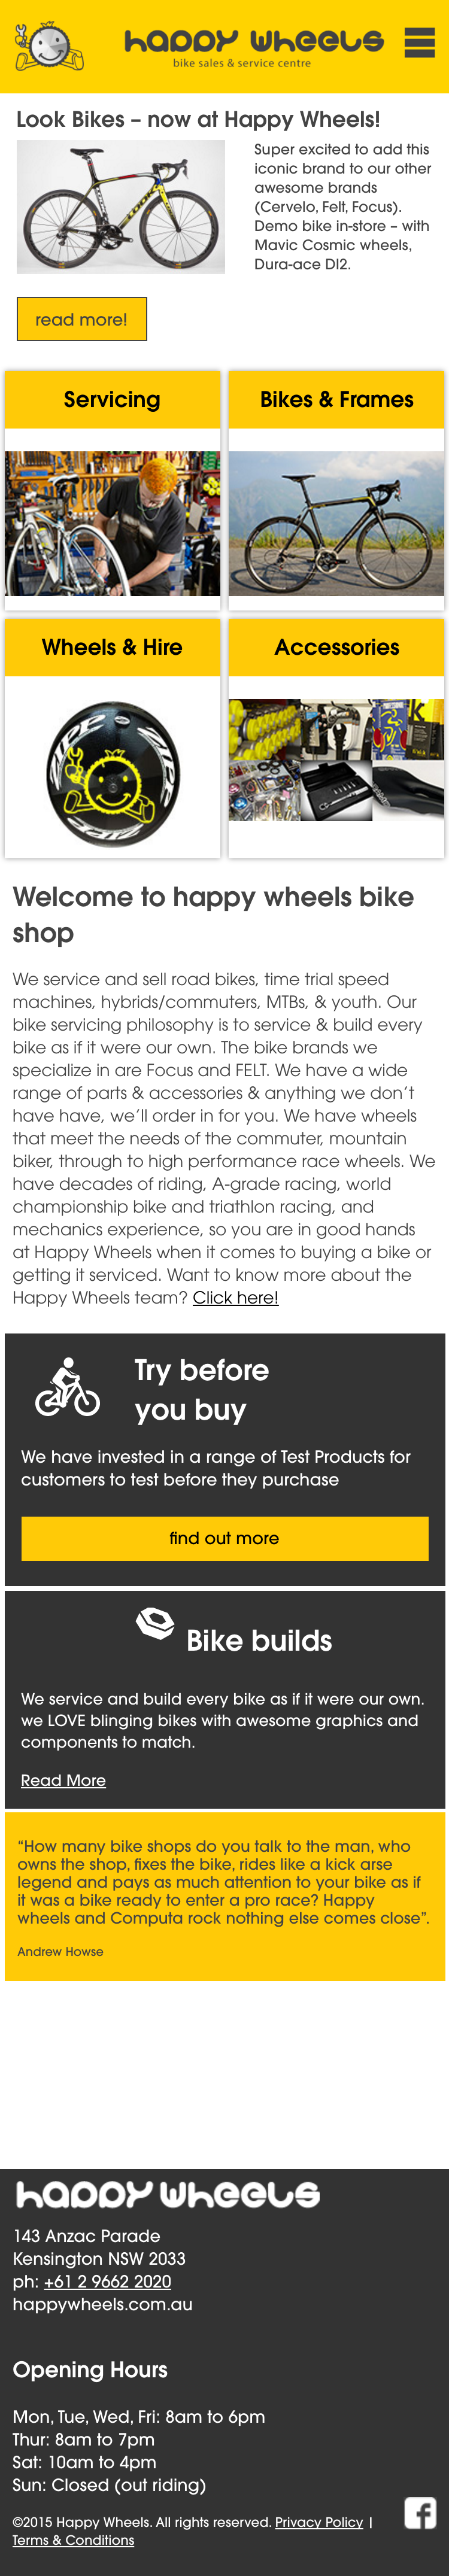 happy wheels
bike sales & service centre
Look Bikes – now at Happy Wheels!
Super excited to add this
iconic brand to our other
awesome brands
(Cervelo, Felt, Focus).
Demo bike in-store – with
Mavic Cosmic wheels,
Dura-ace DI2.
read more!
Servicing
Bikes & Frames
Wheels & Hire
Accessories
Welcome to happy wheels bike
shop
We service and sell road bikes, time trial speed
machines, hybrids/commuters, MTBs, & youth. Our
bike servicing philosophy is to service & build every
bike as if it were our own. The bike brands we
specialize in are Focus and FELT. We have a wide
range of parts & accessories & anything we don’t
have have, we’ll order in for you. We have wheels
that meet the needs of the commuter, mountain
biker, through to high performance race wheels. We
have decades of riding, A-grade racing, world
championship bike and triathlon racing, and
mechanics experience, so you are in good hands
at Happy Wheels when it comes to buying a bike or
getting it serviced. Want to know more about the
Happy Wheels team? Click here!
Try before
you buy
We have invested in a range of Test Products for
customers to test before they purchase
find out more
Bike builds
We service and build every bike as if it were our own.
we LOVE blinging bikes with awesome graphics and
components to match.
Read More
“How many bike shops do you talk to the man, who
owns the shop, fixes the bike, rides like a kick arse
legend and pays as much attention to your bike as if
it was a bike ready to enter a pro race? Happy
wheels and Computa rock nothing else comes close”.
Andrew Howse
happy wheels
143 Anzac Parade
Kensington NSW 2033
ph: +61 2 9662 2020
happywheels.com.au
Opening Hours
Mon, Tue, Wed, Fri: 8am to 6pm
Thur: 8am to 7pm
Sat: 10am to 4pm
Sun: Closed (out riding)
©2015 Happy Wheels. All rights reserved. Privacy Policy |
Terms & Conditions